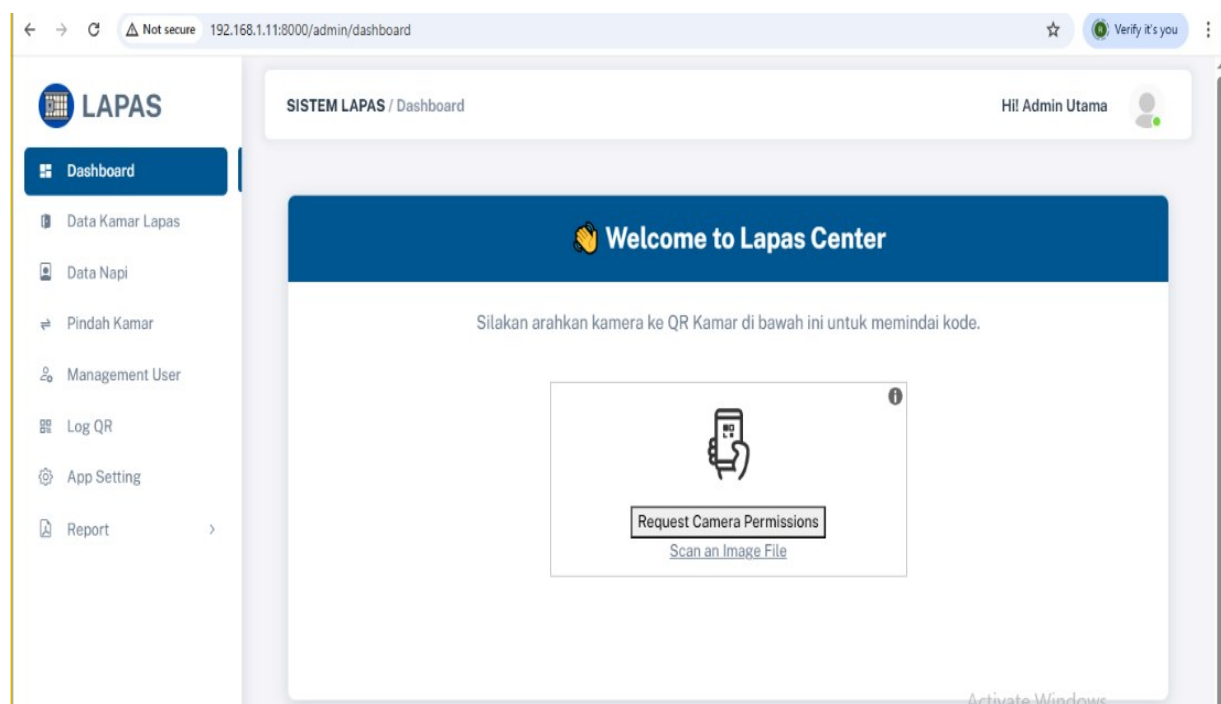 Not secure 192.168.1.11:8000/admin/dashboard Verify it's you
LAPAS
SISTEM LAPAS / Dashboard
Hi! Admin Utama
Dashboard
Data Kamar Lapas
Data Napi
Pindah Kamar
Management User
Log QR
App Setting
Report
👋 Welcome to Lapas Center
Silakan arahkan kamera ke QR Kamar di bawah ini untuk memindai kode.
Request Camera Permissions
Scan an Image File
Activate Windows